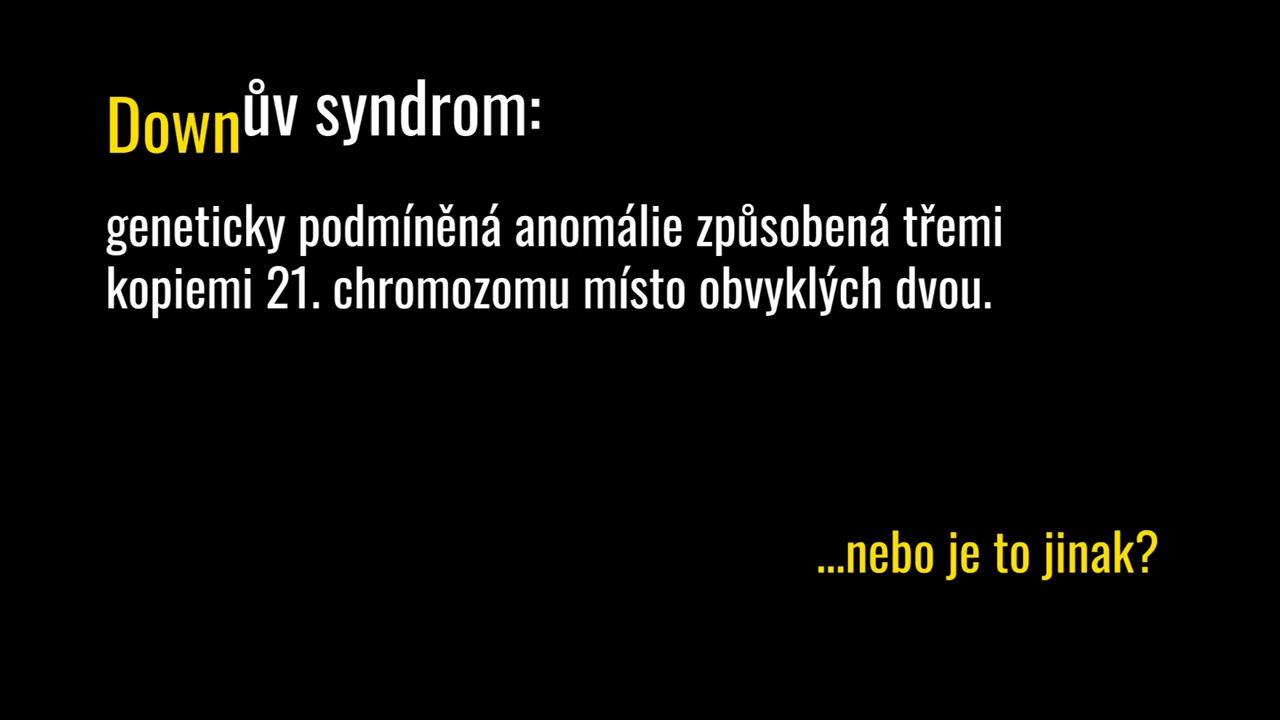 Downův syndrom:
geneticky podmíněná anomálie způsobená třemi
kopiemi 21. chromozomu místo obvyklých dvou.
...nebo je to jinak?